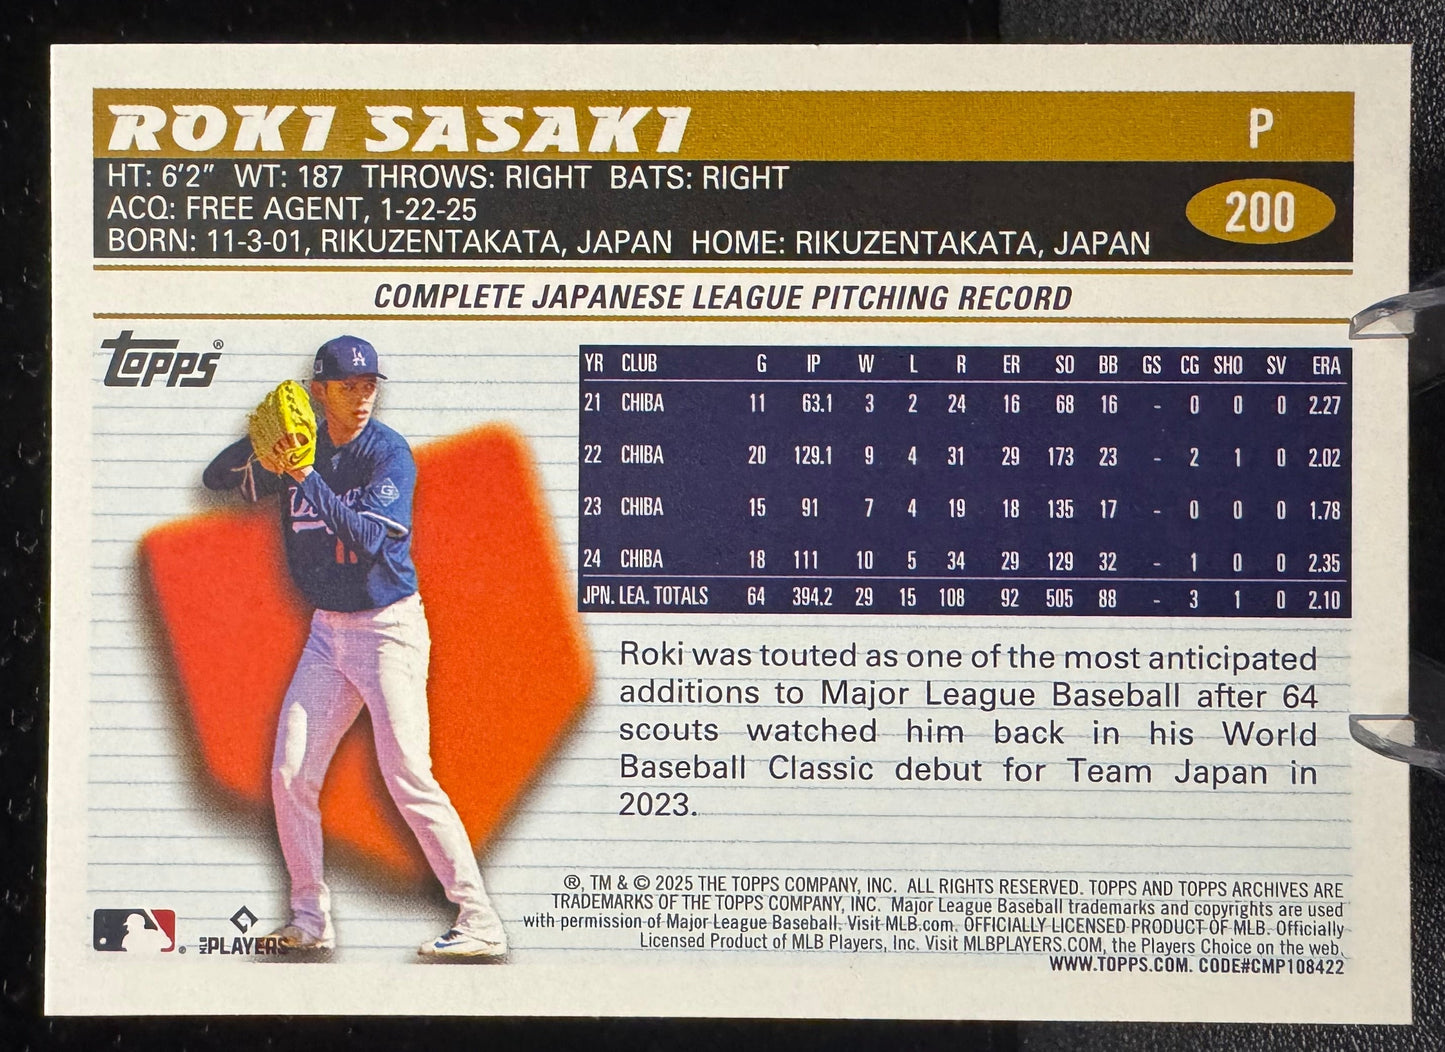 ROKI SASAKI P
HT: 6'2" WT: 187 THROWS: RIGHT BATS: RIGHT
ACQ: FREE AGENT, 1-22-25
200
BORN: 11-3-01, RIKUZENTAKATA, JAPAN HOME: RIKUZENTAKATA, JAPAN
COMPLETE JAPANESE LEAGUE PITCHING RECORD
Topps®
LA
YR CLUB G IP W L R ER SO BB GS CG SHO SV ERA
21 CHIBA 11 63.1 3 2 24 16 68 16 - 0 0 0 2.27
22 CHIBA 20 129.1 9 4 31 29 173 23 - 2 1 0 2.02
23 CHIBA 15 91 7 4 19 18 135 17 - 0 0 0 1.78
24 CHIBA 18 111 10 5 34 29 129 32 - 1 0 0 2.35
JPN. LEA. TOTALS 64 394.2 29 15 108 92 505 88 - 3 1 0 2.10
Roki was touted as one of the most anticipated
additions to Major League Baseball after 64
scouts watched him back in his World
Baseball Classic debut for Team Japan in
2023.
®, TM & © 2025 THE TOPPS COMPANY, INC. ALL RIGHTS RESERVED. TOPPS AND TOPPS ARCHIVES ARE
TRADEMARKS OF THE TOPPS COMPANY, INC. Major League Baseball trademarks and copyrights are used
with permission of Major League Baseball. Visit MLB.com. OFFICIALLY LICENSED PRODUCT OF MLB. Officially
Licensed Product of MLB Players, Inc. Visit MLBPLAYERS.COM, the Players Choice on the web.
WWW.TOPPS.COM. CODE#CMP108422
MLB PLAYERS